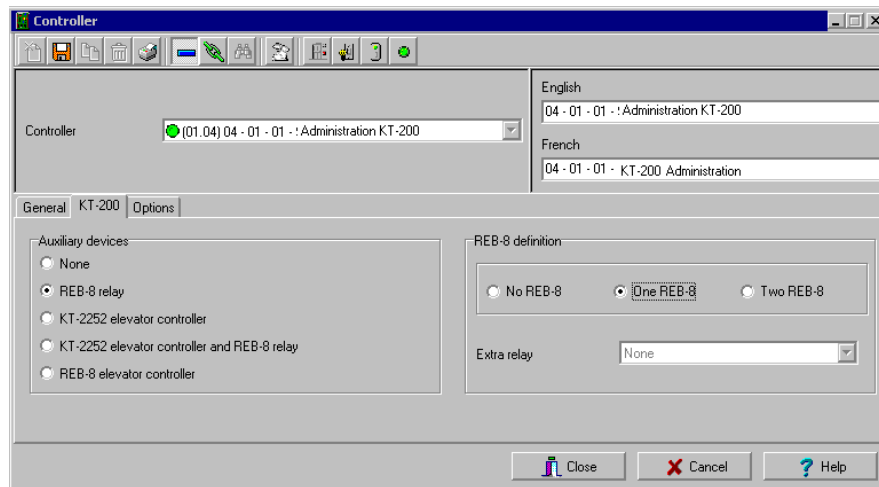 Controller
English
04 - 01 - 01 - : Administration KT-200
Controller
(01.04) 04 - 01 - 01 - : Administration KT-200
French
04 - 01 - 01 - KT-200 Administration
General KT-200 Options
Auxiliary devices
None
REB-8 relay
KT-2252 elevator controller
KT-2252 elevator controller and REB-8 relay
REB-8 elevator controller
REB-8 definition
No REB-8 One REB-8 Two REB-8
Extra relay None
Close Cancel Help